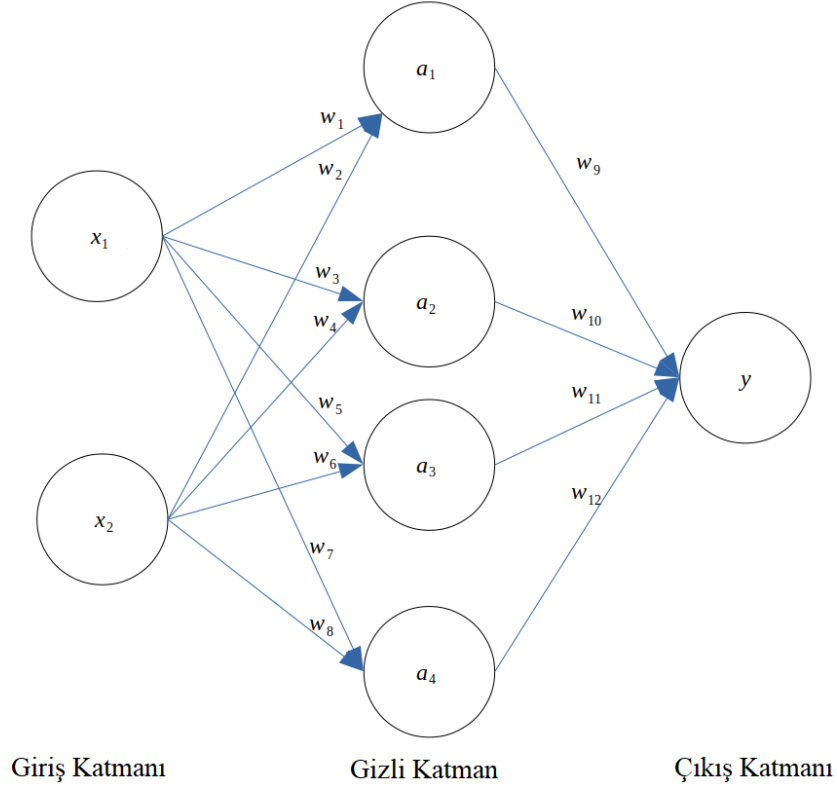 a₁
w₁
w₂
w₉
x₁
w₃
a₂
w₄
w₁₀
y
w₅
w₁₁
w₆
a₃
x₂
w₁₂
w₇
w₈
a₄
Giriş Katmanı
Gizli Katman
Çıkış Katmanı